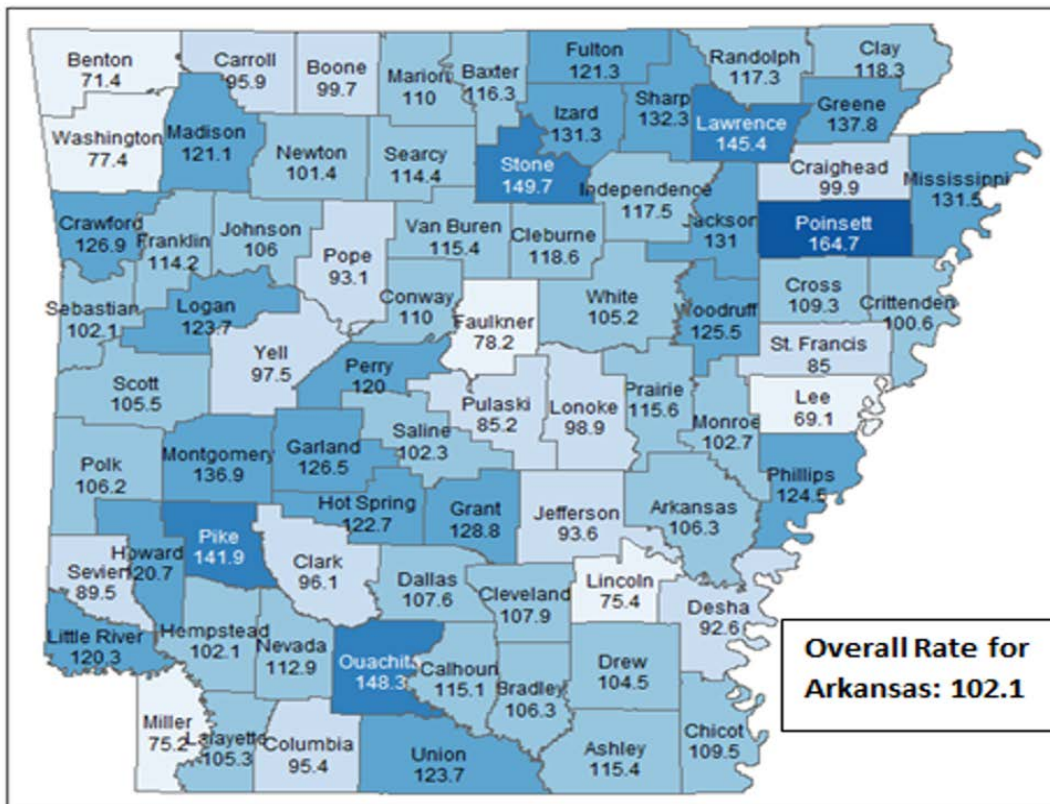 Benton
71.4
Carroll
95.9
Boone
99.7
Marion
110
Baxter
116.3
Fulton
121.3
Randolph
117.3
Clay
118.3
Washington
77.4
Madison
121.1
Newton
101.4
Searcy
114.4
Stone
149.7
Izard
131.3
Sharp
132.3
Lawrence
145.4
Greene
137.8
Craighead
99.9
Mississippi
131.5
Independence
117.5
Crawford
126.9
Franklin
114.2
Johnson
106
Pope
93.1
Van Buren
115.4
Cleburne
118.6
Jackson
131
Poinsett
164.7
Sebastian
102.1
Logan
123.7
Conway
110
Faulkner
78.2
White
105.2
Woodruff
125.5
Cross
109.3
Crittenden
100.6
Yell
97.5
Perry
120
St. Francis
85
Scott
105.5
Pulaski
85.2
Lonoke
98.9
Prairie
115.6
Monroe
102.7
Lee
69.1
Polk
106.2
Montgomery
136.9
Garland
126.5
Saline
102.3
Phillips
124.5
Hot Spring
122.7
Grant
128.8
Jefferson
93.6
Arkansas
106.3
Sevier
89.5
Howard
120.7
Pike
141.9
Clark
96.1
Dallas
107.6
Cleveland
107.9
Lincoln
75.4
Desha
92.6
Little River
120.3
Hempstead
102.1
Nevada
112.9
Ouachita
148.3
Calhoun
115.1
Bradley
106.3
Drew
104.5
Overall Rate for
Arkansas: 102.1
Miller
75.2
Lafayette
105.3
Columbia
95.4
Union
123.7
Ashley
115.4
Chicot
109.5